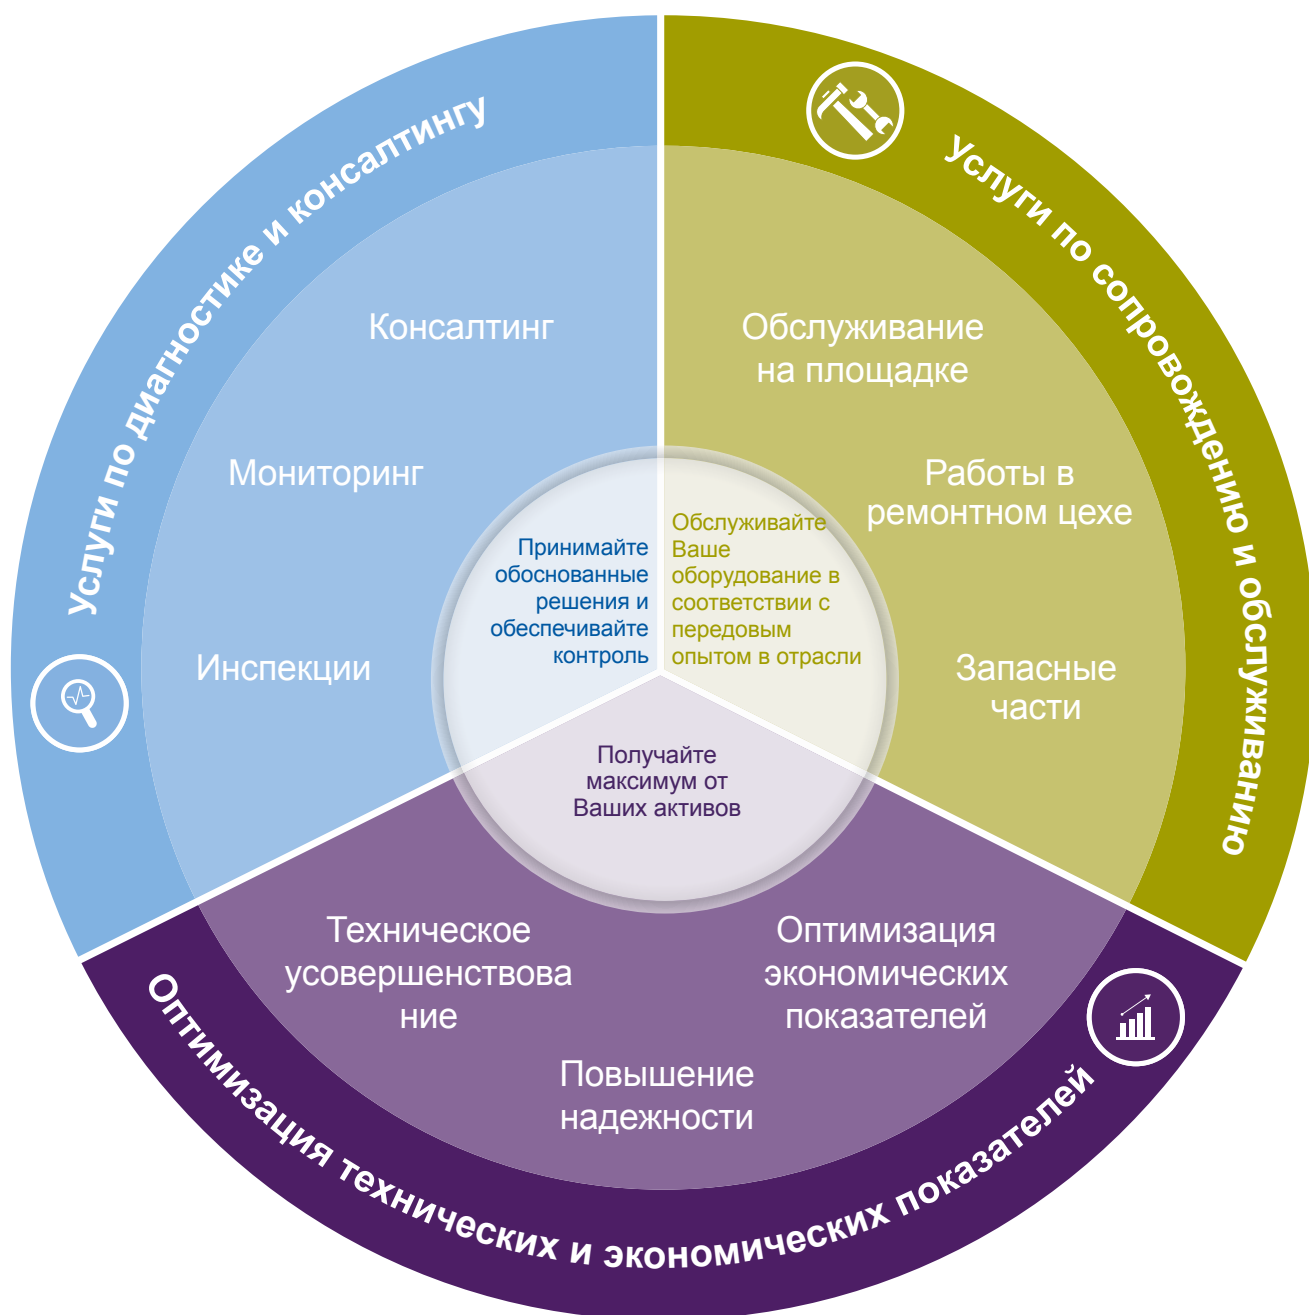 Услуги по диагностике и консалтингу
Консалтинг
Мониторинг
Инспекции
Принимайте
обоснованные
решения и
обеспечивайте
контроль
Услуги по сопровождению и обслуживанию
Обслуживание
на площадке
Работы в
ремонтном цехе
Запасные
части
Обслуживайте
Ваше
оборудование в
соответствии с
передовым
опытом в отрасли
Получайте
максимум от
Ваших активов
Техническое
усовершенствова
ние
Повышение
надежности
Оптимизация
экономических
показателей
Оптимизация технических и экономических показателей